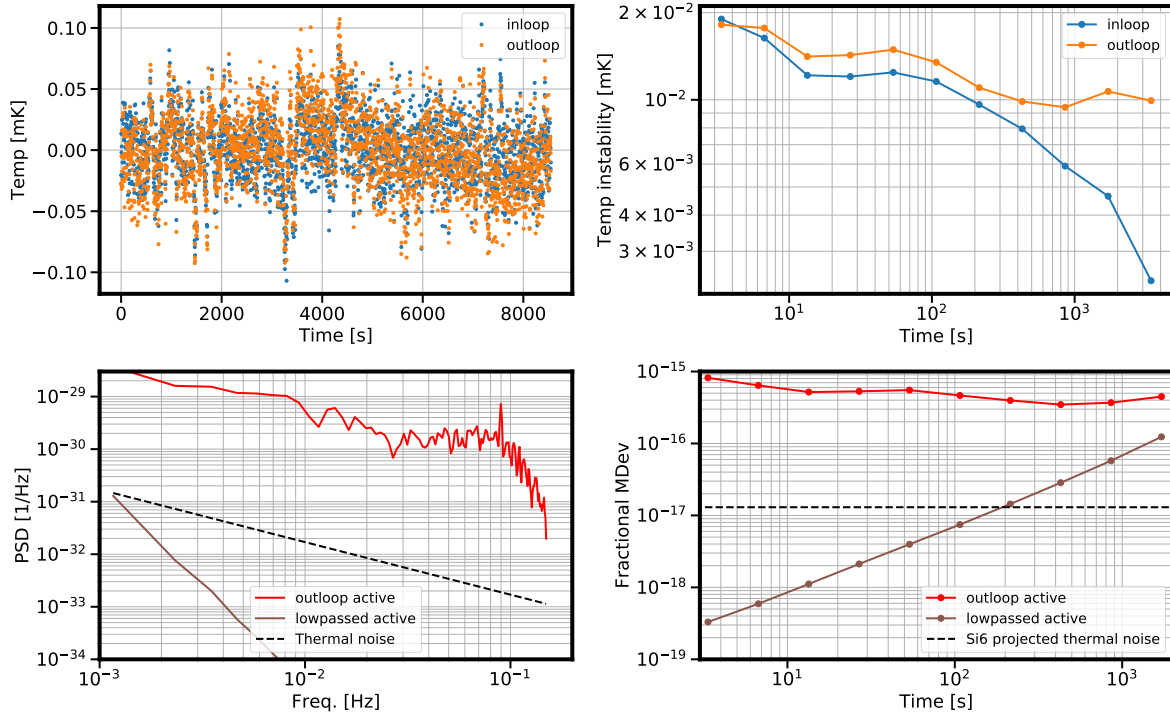 0.10
0.05
0.00
−0.05
−0.10
Temp [mK]
0
2000
4000
6000
8000
Time [s]
inloop
outloop
2 × 10⁻²
10⁻²
6 × 10⁻³
4 × 10⁻³
3 × 10⁻³
Temp instability [mK]
10¹
10²
10³
Time [s]
inloop
outloop
10⁻²⁹
10⁻³⁰
10⁻³¹
10⁻³²
10⁻³³
10⁻³⁴
PSD [1/Hz]
10⁻³
10⁻²
10⁻¹
Freq. [Hz]
outloop active
lowpassed active
Thermal noise
10⁻¹⁵
10⁻¹⁶
10⁻¹⁷
10⁻¹⁸
10⁻¹⁹
Fractional MDev
10¹
10²
10³
Time [s]
outloop active
lowpassed active
Si6 projected thermal noise